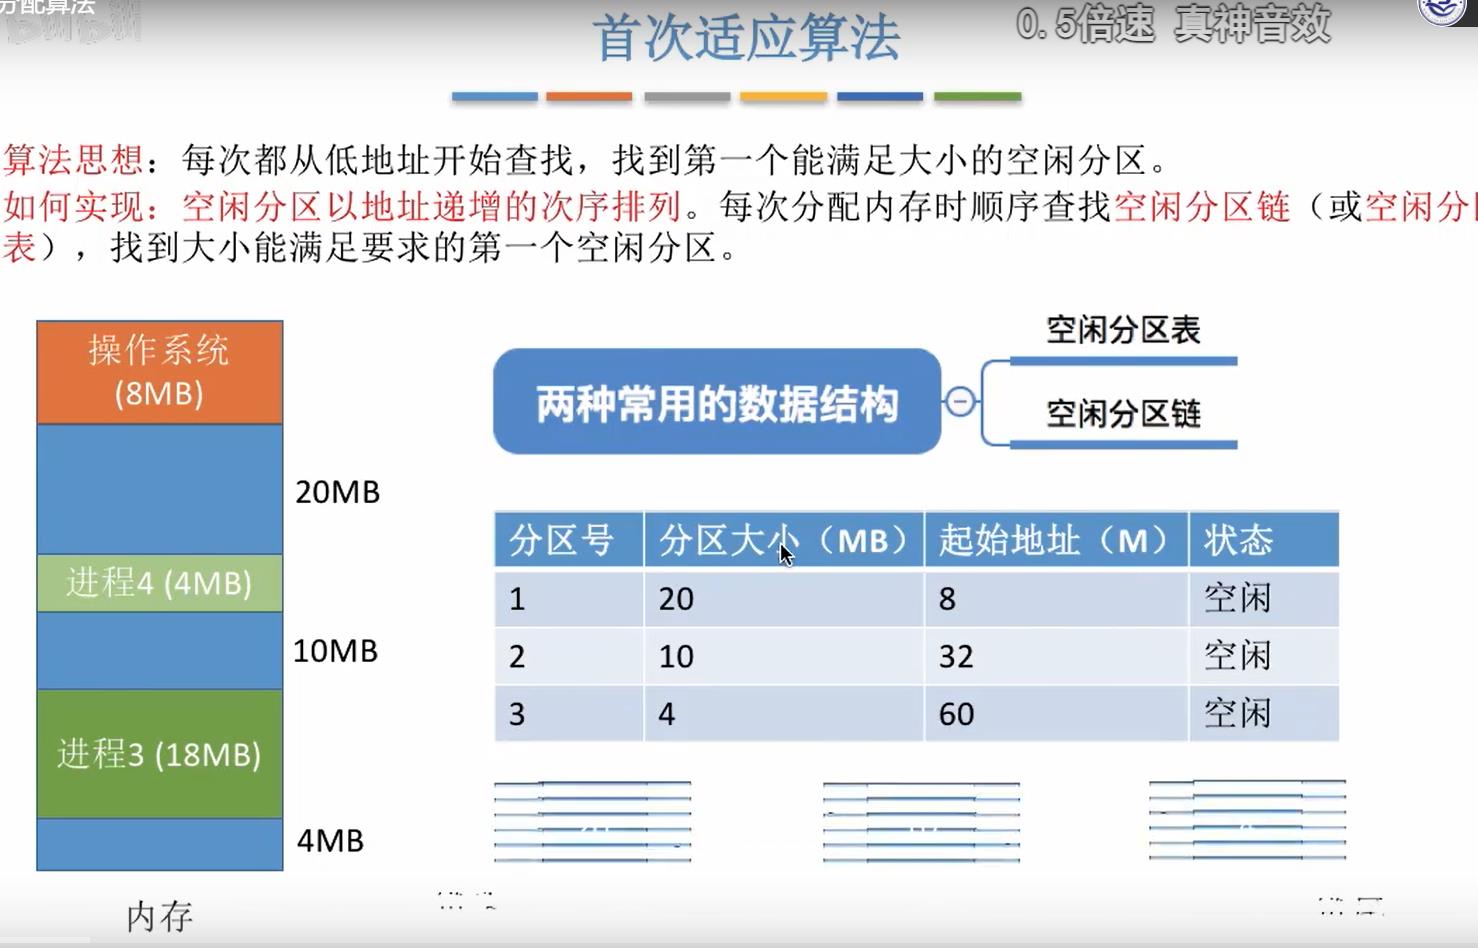 分配算法
首次适应算法
0.5倍速 真神音效
算法思想：每次都从低地址开始查找，找到第一个能满足大小的空闲分区。
如何实现：空闲分区以地址递增的次序排列。每次分配内存时顺序查找空闲分区链（或空闲分
表），找到大小能满足要求的第一个空闲分区。
操作系统
(8MB)
20MB
进程4 (4MB)
10MB
进程3 (18MB)
4MB
内存
两种常用的数据结构
空闲分区表
空闲分区链
分区号 分区大小（MB） 起始地址（M） 状态
1 20 8 空闲
2 10 32 空闲
3 4 60 空闲